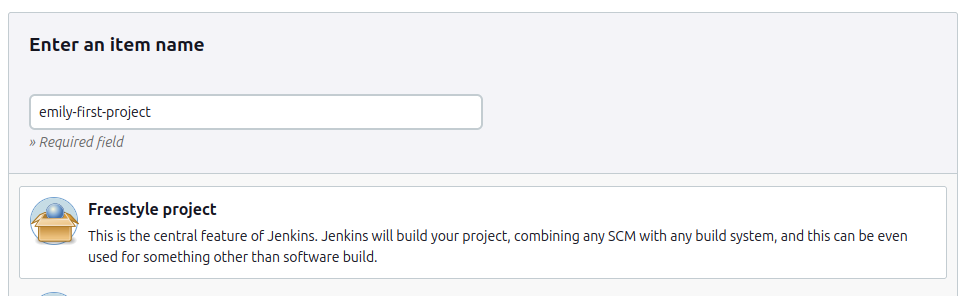 Enter an item name
emily-first-project
» Required field
Freestyle project
This is the central feature of Jenkins. Jenkins will build your project, combining any SCM with any build system, and this can be even
used for something other than software build.